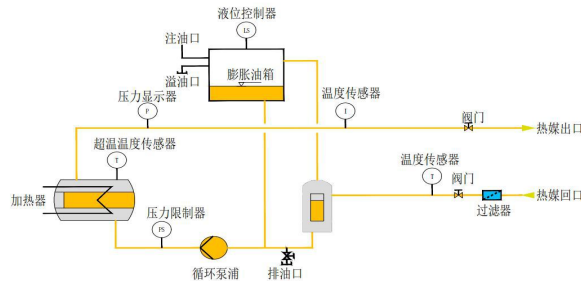 液位控制器
LS
注油口
膨胀油箱
溢油口
压力显示器
P
温度传感器
I
阀门
热媒出口
超温温度传感器
T
温度传感器
T
阀门
热媒回口
加热器
过滤器
压力限制器
PS
循环泵浦
排油口